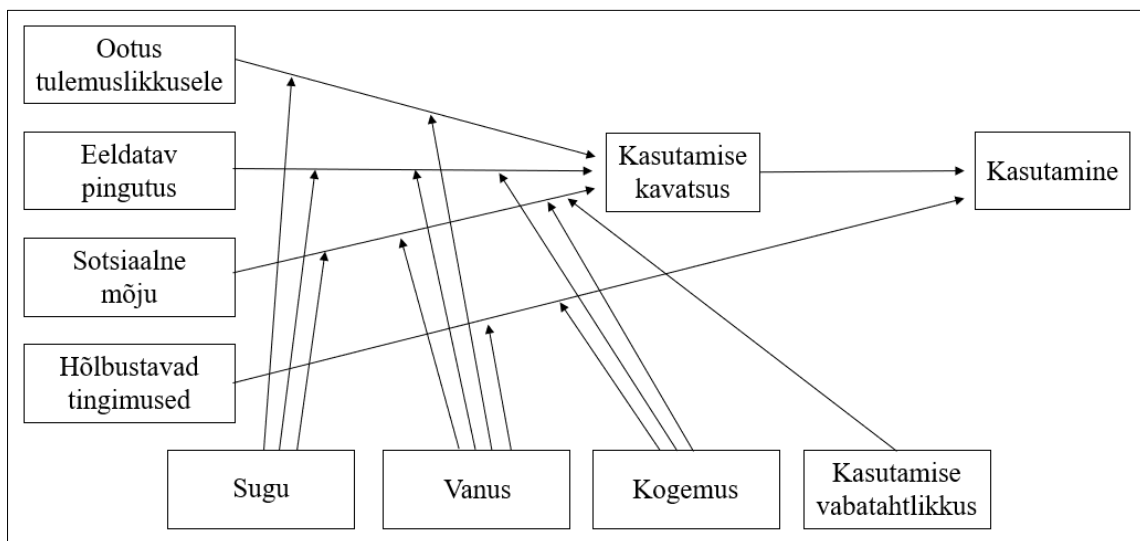 Ootus
tulemuslikkusele
Eeldatav
pingutus
Kasutamise
kavatsus
Kasutamine
Sotsiaalne
mõju
Hõlbustavad
tingimused
Sugu
Vanus
Kogemus
Kasutamise
vabatahtlikkus